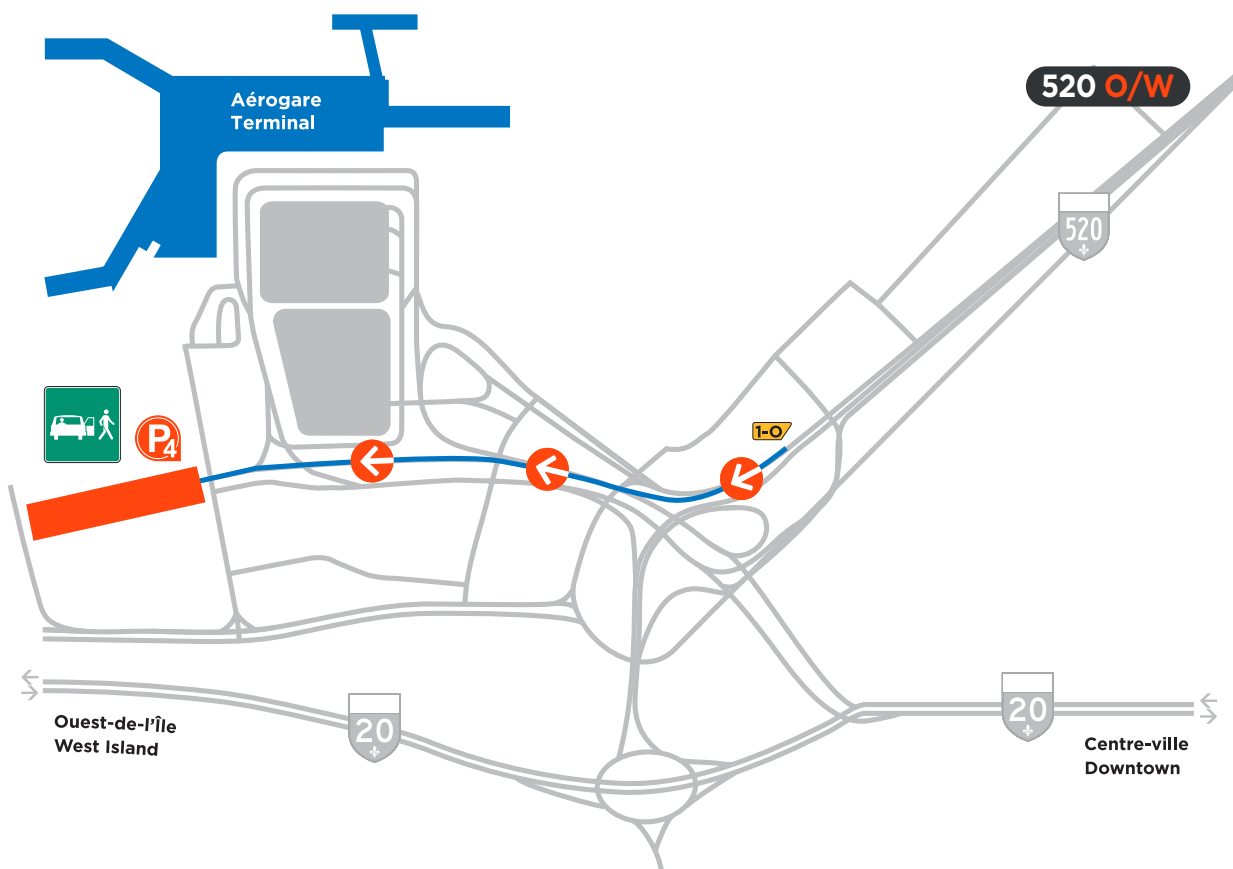 520 O/W
Aérogare
Terminal
520
1-O
P4
20
20
Ouest-de-l'Île
West Island
Centre-ville
Downtown